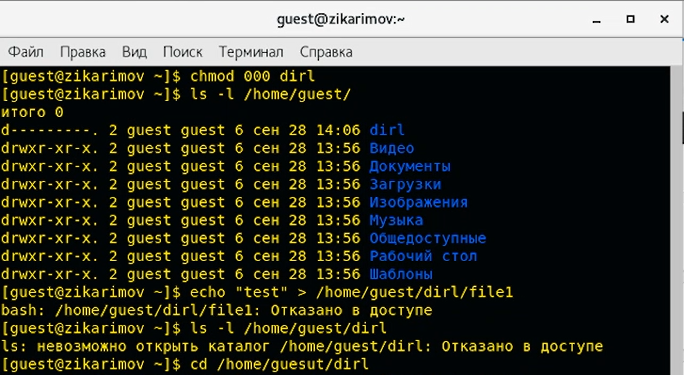 guest@zikarimov:~
Файл Правка Вид Поиск Терминал Справка
[guest@zikarimov ~]$ chmod 000 dirl
[guest@zikarimov ~]$ ls -l /home/guest/
итого 0
d---------. 2 guest guest 6 сен 28 14:06 dirl
drwxr-xr-x. 2 guest guest 6 сен 28 13:56 Видео
drwxr-xr-x. 2 guest guest 6 сен 28 13:56 Документы
drwxr-xr-x. 2 guest guest 6 сен 28 13:56 Загрузки
drwxr-xr-x. 2 guest guest 6 сен 28 13:56 Изображения
drwxr-xr-x. 2 guest guest 6 сен 28 13:56 Музыка
drwxr-xr-x. 2 guest guest 6 сен 28 13:56 Общедоступные
drwxr-xr-x. 2 guest guest 6 сен 28 13:56 Рабочий стол
drwxr-xr-x. 2 guest guest 6 сен 28 13:56 Шаблоны
[guest@zikarimov ~]$ echo "test" > /home/guest/dirl/file1
bash: /home/guest/dirl/file1: Отказано в доступе
[guest@zikarimov ~]$ ls -l /home/guest/dirl
ls: невозможно открыть каталог /home/guest/dirl: Отказано в доступе
[guest@zikarimov ~]$ cd /home/guesut/dirl